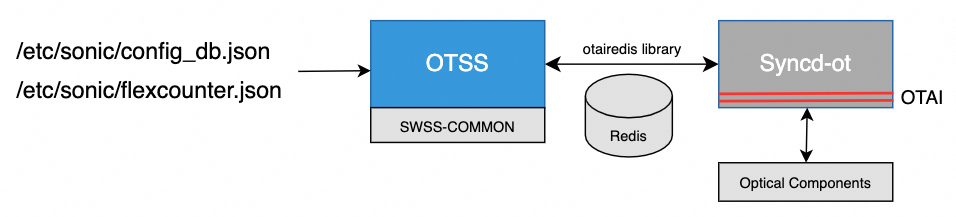 /etc/sonic/config_db.json
/etc/sonic/flexcounter.json
OTSS
SWSS-COMMON
otairedis library
Redis
Syncd-ot
OTAI
Optical Components